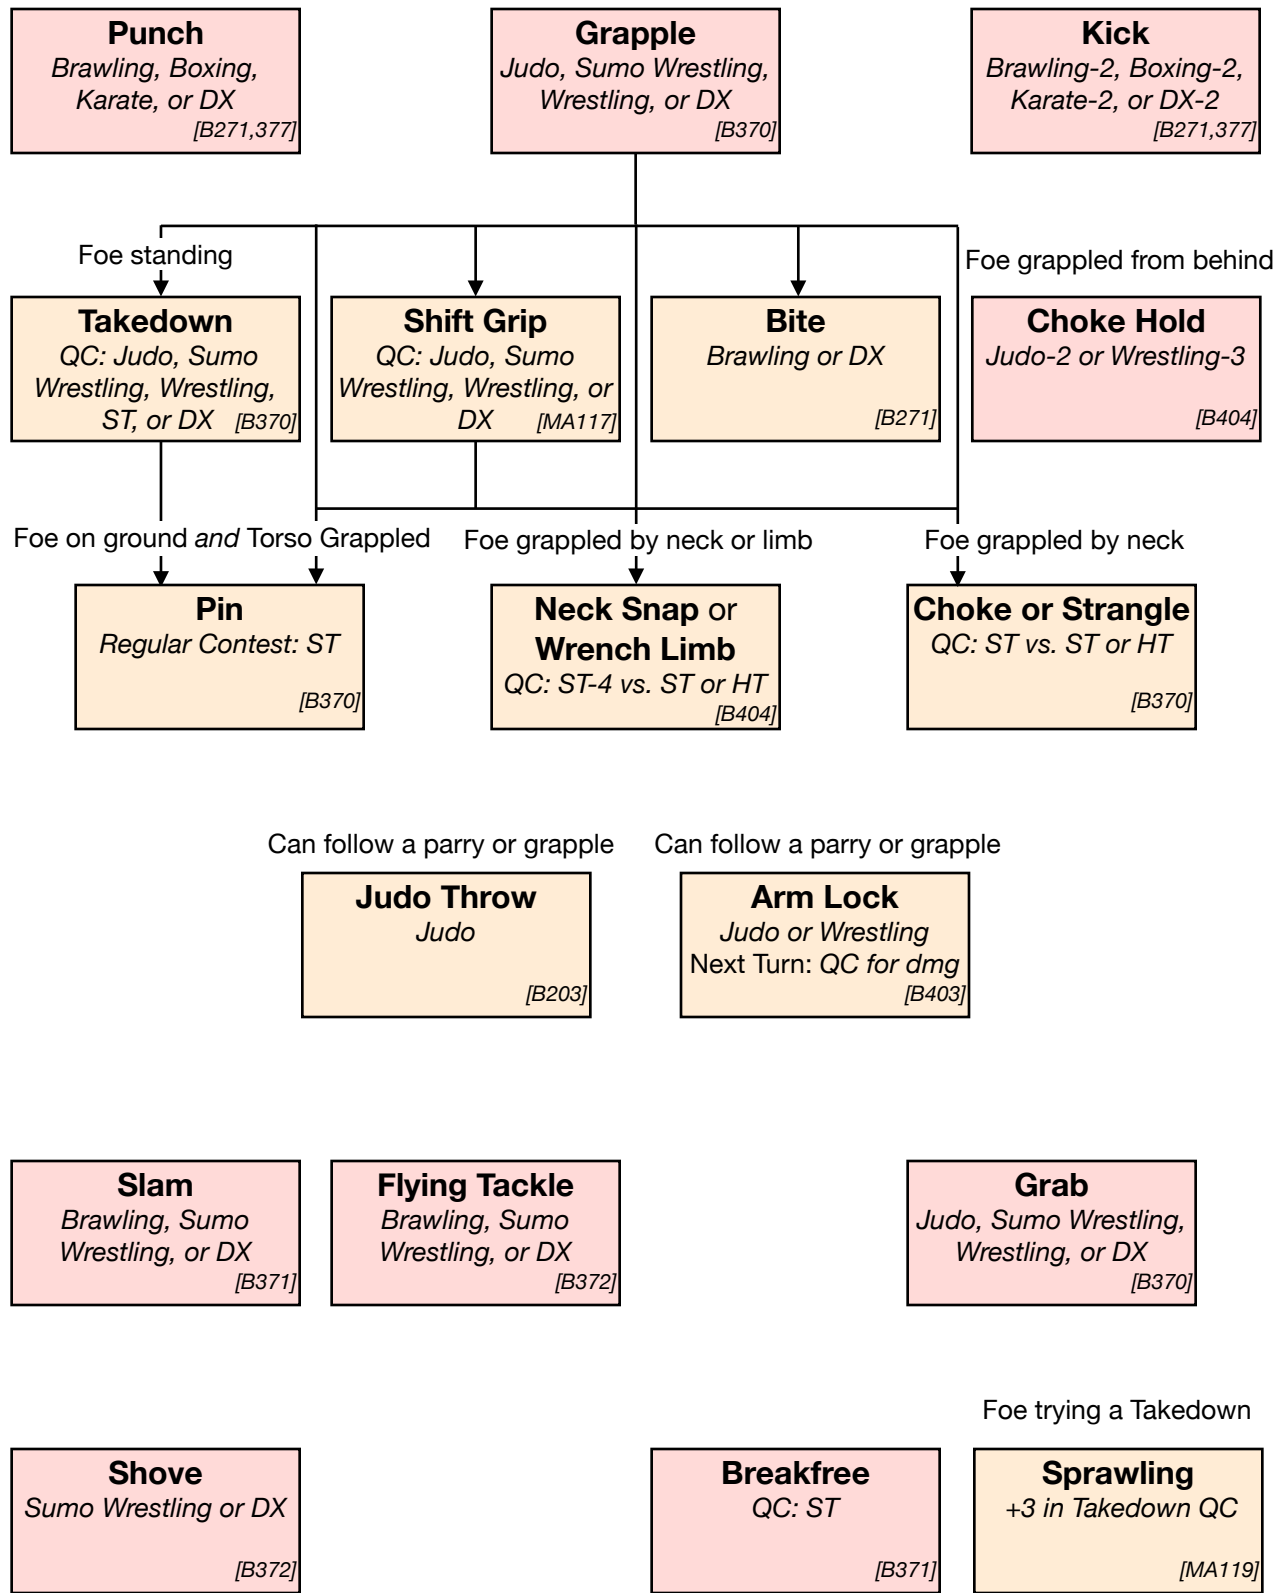 Punch
Brawling, Boxing,
Karate, or DX
[B271,377]
Grapple
Judo, Sumo Wrestling,
Wrestling, or DX
[B370]
Kick
Brawling-2, Boxing-2,
Karate-2, or DX-2
[B271,377]
Foe standing
Foe grappled from behind
Takedown
QC: Judo, Sumo
Wrestling, Wrestling,
ST, or DX [B370]
Shift Grip
QC: Judo, Sumo
Wrestling, Wrestling, or
DX [MA117]
Bite
Brawling or DX
[B271]
Choke Hold
Judo-2 or Wrestling-3
[B404]
Foe on ground and Torso Grappled
Foe grappled by neck or limb
Foe grappled by neck
Pin
Regular Contest: ST
[B370]
Neck Snap or
Wrench Limb
QC: ST-4 vs. ST or HT
[B404]
Choke or Strangle
QC: ST vs. ST or HT
[B370]
Can follow a parry or grapple
Can follow a parry or grapple
Judo Throw
Judo
[B203]
Arm Lock
Judo or Wrestling
Next Turn: QC for dmg
[B403]
Slam
Brawling, Sumo
Wrestling, or DX
[B371]
Flying Tackle
Brawling, Sumo
Wrestling, or DX
[B372]
Grab
Judo, Sumo Wrestling,
Wrestling, or DX
[B370]
Foe trying a Takedown
Shove
Sumo Wrestling or DX
[B372]
Breakfree
QC: ST
[B371]
Sprawling
+3 in Takedown QC
[MA119]